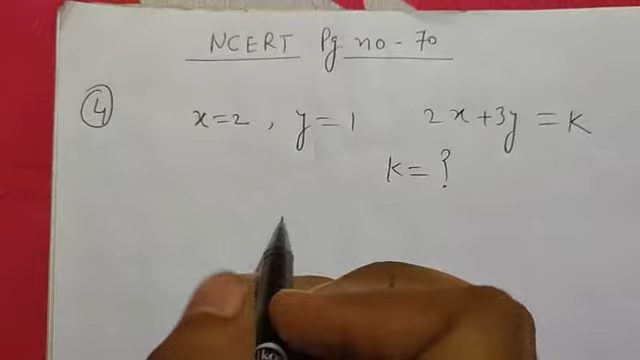 NCERT Pg. no - 70
④ x=2, y=1 2x+3y=K
K=?